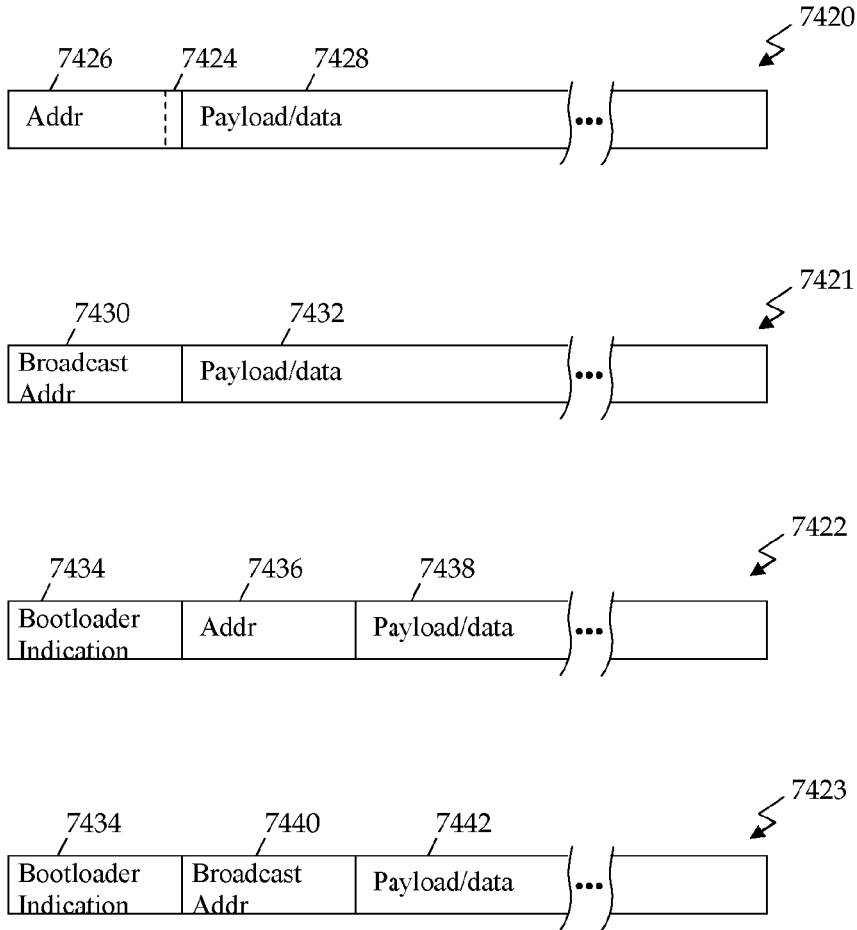 7420
7426 7424 7428
Addr Payload/data •••
7421
7430 7432
Broadcast
Addr
Payload/data •••
7422
7434 7436 7438
Bootloader
Indication
Addr
Payload/data •••
7423
7434 7440 7442
Bootloader
Indication
Broadcast
Addr
Payload/data •••